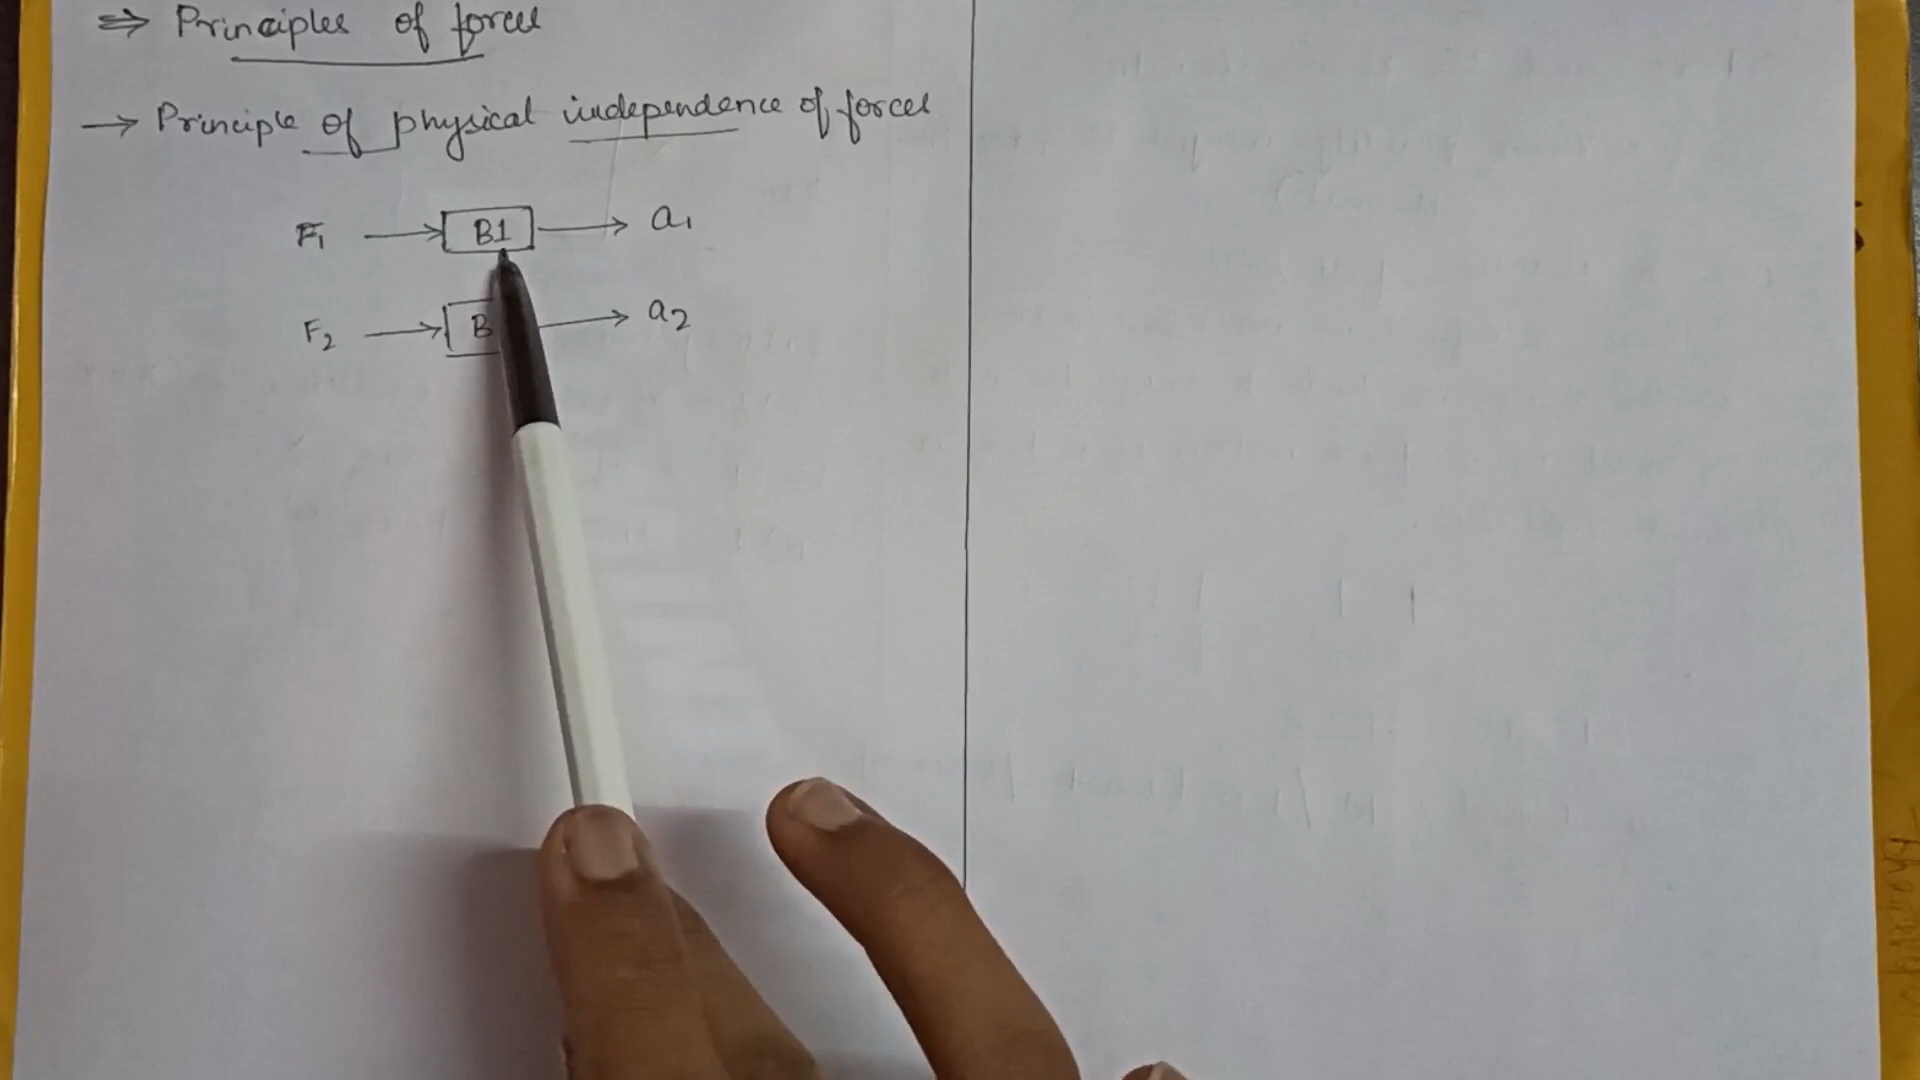 ⇒ Principles of forces
→ Principle of physical independence of forces
F1 → B1 → a1
F2 → B → a2